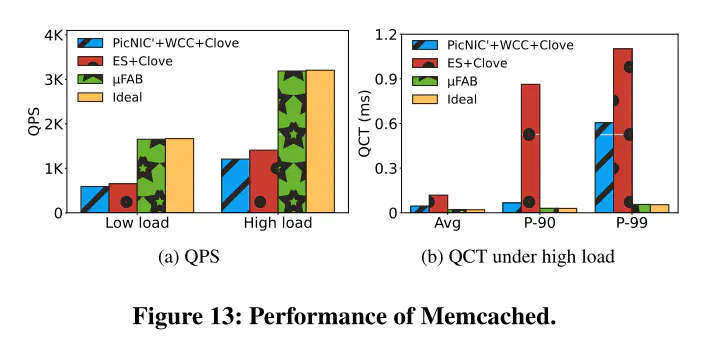 4K
3K
2K
1K
0
QPS
PicNIC'+WCC+Clove
ES+Clove
μFAB
Ideal
Low load
High load
(a) QPS
1.2
0.9
0.6
0.3
0
QCT (ms)
PicNIC'+WCC+Clove
ES+Clove
μFAB
Ideal
Avg
P-90
P-99
(b) QCT under high load
Figure 13: Performance of Memcached.